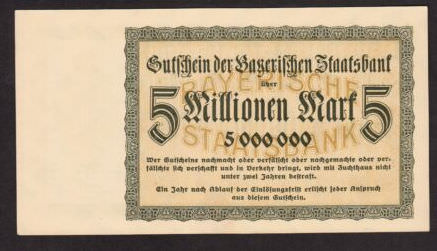 Gutschein der Bayerischen Staatsbank
über
5 Millionen Mark 5
BAYERISCHE
STAATSBANK
5 000 000
Wer Gutscheine nachmacht oder verfälscht oder nachgemachte oder ver-
fälschte sich verschafft und in Verkehr bringt, wird mit Zuchthaus nicht
unter zwei Jahren bestraft.
Ein Jahr nach Ablauf der Einlösungsfrist erlischt jeder Anspruch
aus diesem Gutschein.